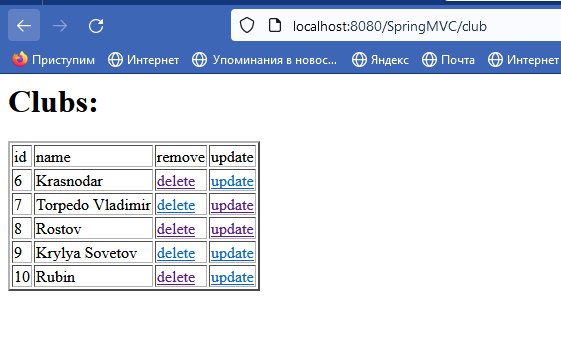 localhost:8080/SpringMVC/club
Приступим Интернет Упоминания в новос... Яндекс Почта Интернет
Clubs:
id name remove update
6 Krasnodar delete update
7 Torpedo Vladimir delete update
8 Rostov delete update
9 Krylya Sovetov delete update
10 Rubin delete update